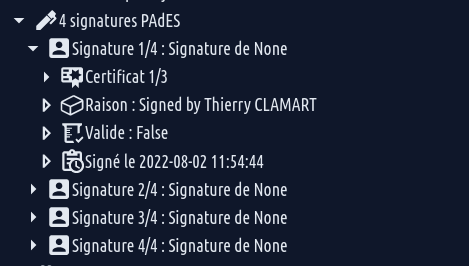 4 signatures PAdES
Signature 1/4 : Signature de None
Certificat 1/3
Raison : Signed by Thierry CLAMART
Valide : False
Signé le 2022-08-02 11:54:44
Signature 2/4 : Signature de None
Signature 3/4 : Signature de None
Signature 4/4 : Signature de None